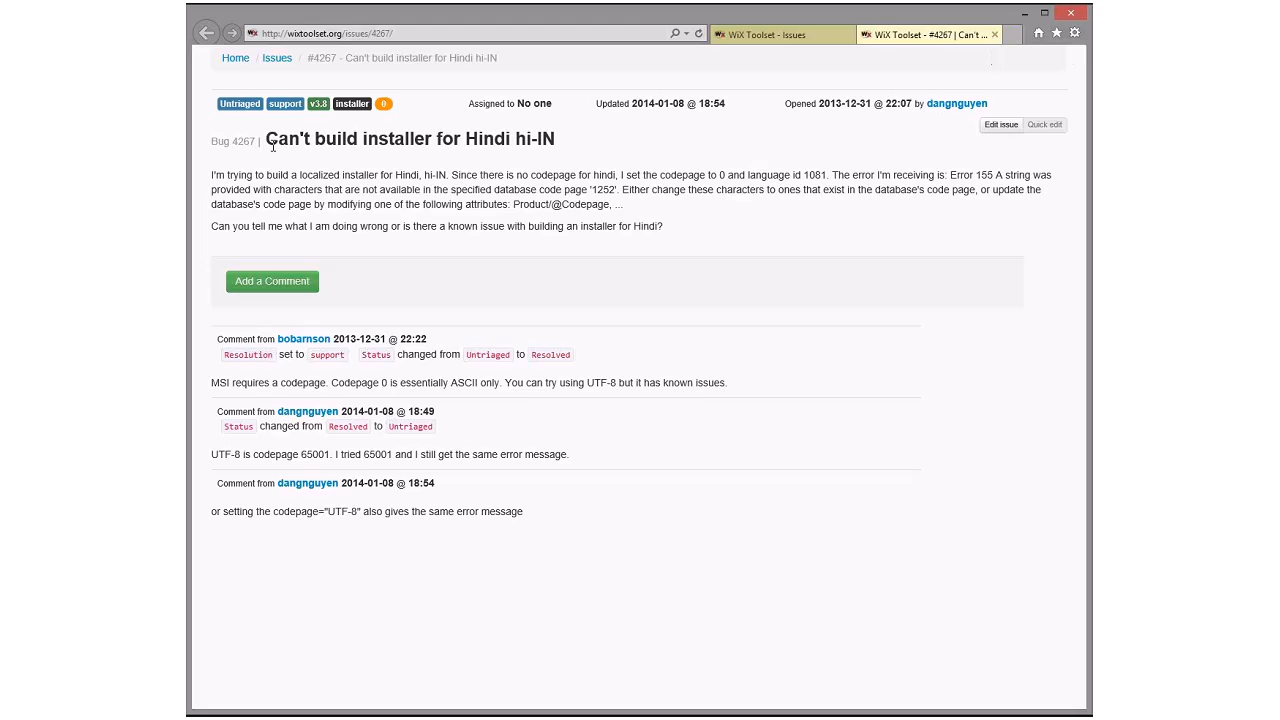 http://wixtoolset.org/issues/4267/
WiX Toolset - Issues
WiX Toolset - #4267 | Can't ...
Home / Issues / #4267 - Can't build installer for Hindi hi-IN
Untriaged support v3.8 installer 0
Assigned to No one
Updated 2014-01-08 @ 18:54
Opened 2013-12-31 @ 22:07 by dangnguyen
Edit issue Quick edit
Bug 4267 | Can't build installer for Hindi hi-IN
I'm trying to build a localized installer for Hindi, hi-IN. Since there is no codepage for hindi, I set the codepage to 0 and language id 1081. The error I'm receiving is: Error 155 A string was
provided with characters that are not available in the specified database code page '1252'. Either change these characters to ones that exist in the database's code page, or update the
database's code page by modifying one of the following attributes: Product/@Codepage, ...
Can you tell me what I am doing wrong or is there a known issue with building an installer for Hindi?
Add a Comment
Comment from bobarnson 2013-12-31 @ 22:22
Resolution set to support Status changed from Untriaged to Resolved
MSI requires a codepage. Codepage 0 is essentially ASCII only. You can try using UTF-8 but it has known issues.
Comment from dangnguyen 2014-01-08 @ 18:49
Status changed from Resolved to Untriaged
UTF-8 is codepage 65001. I tried 65001 and I still get the same error message.
Comment from dangnguyen 2014-01-08 @ 18:54
or setting the codepage="UTF-8" also gives the same error message